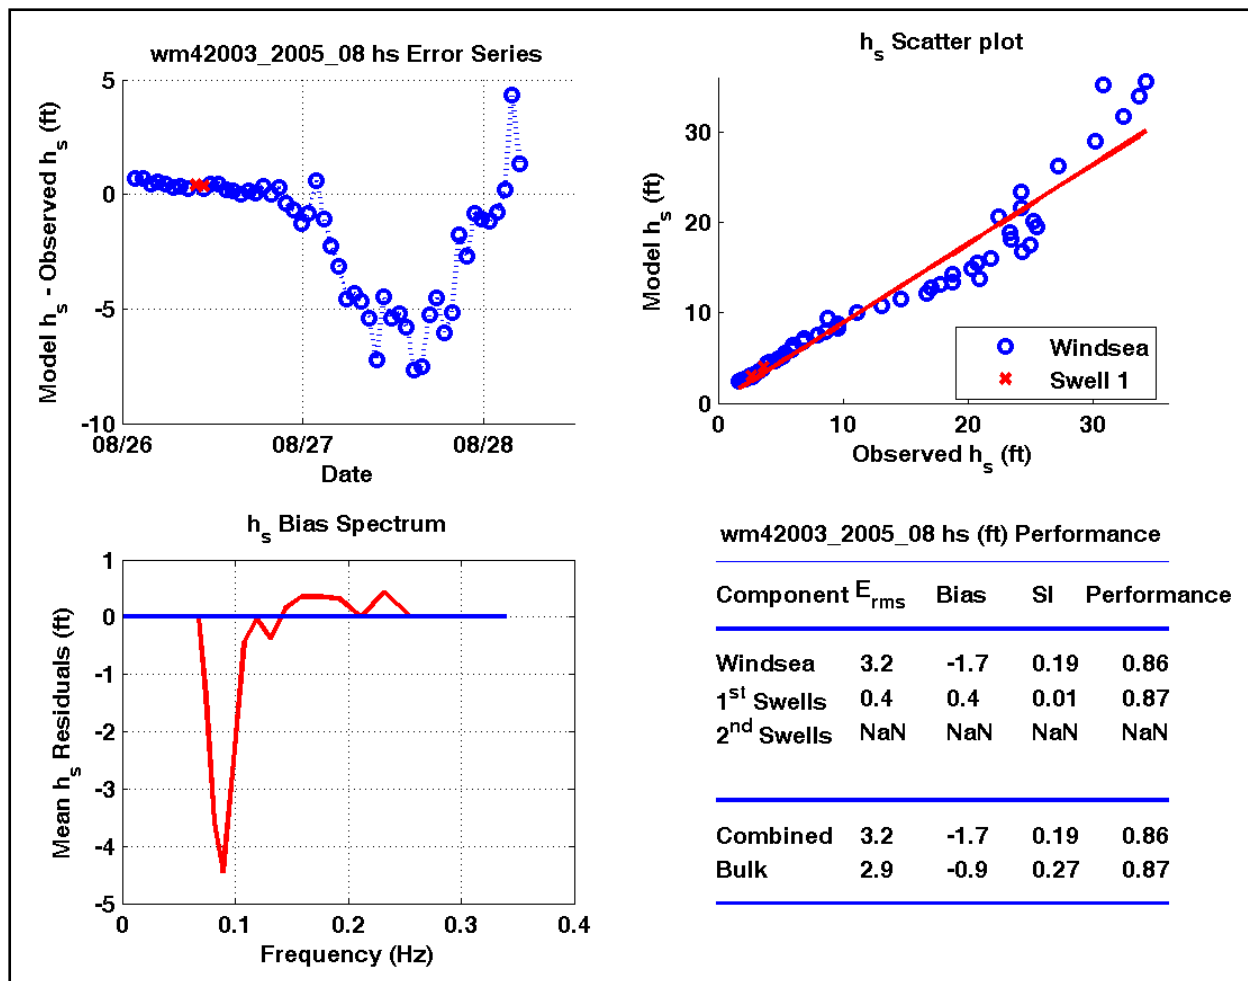 wm42003_2005_08 hs Error Series
5
0
-5
-10
Model hs - Observed hs (ft)
08/26 08/27 08/28
Date
hs Scatter plot
30
20
10
0
Model hs (ft)
Windsea
Swell 1
0 10 20 30
Observed hs (ft)
hs Bias Spectrum
1
0
-1
-2
-3
-4
-5
Mean hs Residuals (ft)
0 0.1 0.2 0.3 0.4
Frequency (Hz)
wm42003_2005_08 hs (ft) Performance
Component Erms Bias SI Performance
Windsea 3.2 -1.7 0.19 0.86
1st Swells 0.4 0.4 0.01 0.87
2nd Swells NaN NaN NaN NaN
Combined 3.2 -1.7 0.19 0.86
Bulk 2.9 -0.9 0.27 0.87